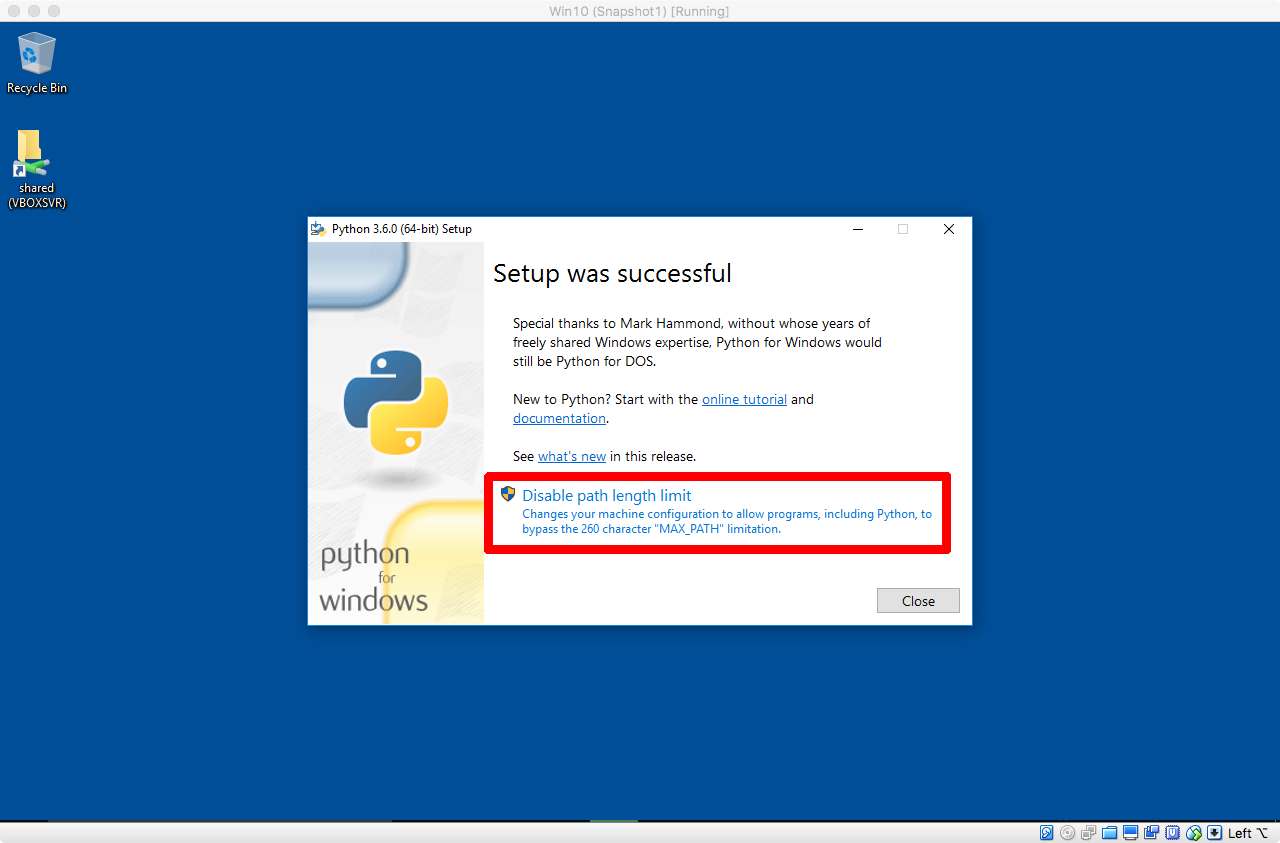 Win10 (Snapshot1) [Running]
Recycle Bin
shared
(VBOXSVR)
Python 3.6.0 (64-bit) Setup
Setup was successful
Special thanks to Mark Hammond, without whose years of
freely shared Windows expertise, Python for Windows would
still be Python for DOS.
New to Python? Start with the online tutorial and
documentation.
See what's new in this release.
Disable path length limit
Changes your machine configuration to allow programs, including Python, to
bypass the 260 character "MAX_PATH" limitation.
python
for
windows
Close
Left ⌥